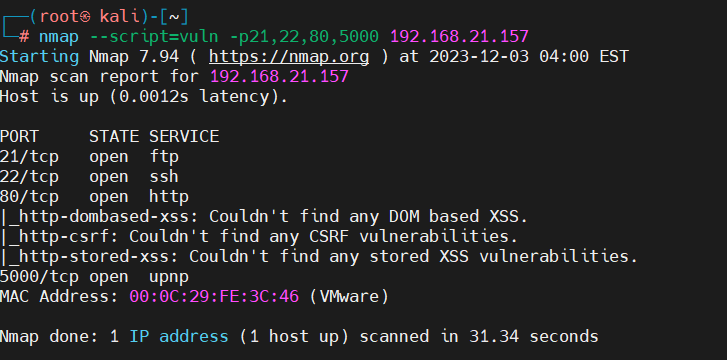 ┌──(root㉿ kali)-[~]
└─# nmap --script=vuln -p21,22,80,5000 192.168.21.157
Starting Nmap 7.94 ( https://nmap.org ) at 2023-12-03 04:00 EST
Nmap scan report for 192.168.21.157
Host is up (0.0012s latency).

PORT     STATE SERVICE
21/tcp   open  ftp
22/tcp   open  ssh
80/tcp   open  http
|_http-dombased-xss: Couldn't find any DOM based XSS.
|_http-csrf: Couldn't find any CSRF vulnerabilities.
|_http-stored-xss: Couldn't find any stored XSS vulnerabilities.
5000/tcp open  upnp
MAC Address: 00:0C:29:FE:3C:46 (VMware)

Nmap done: 1 IP address (1 host up) scanned in 31.34 seconds